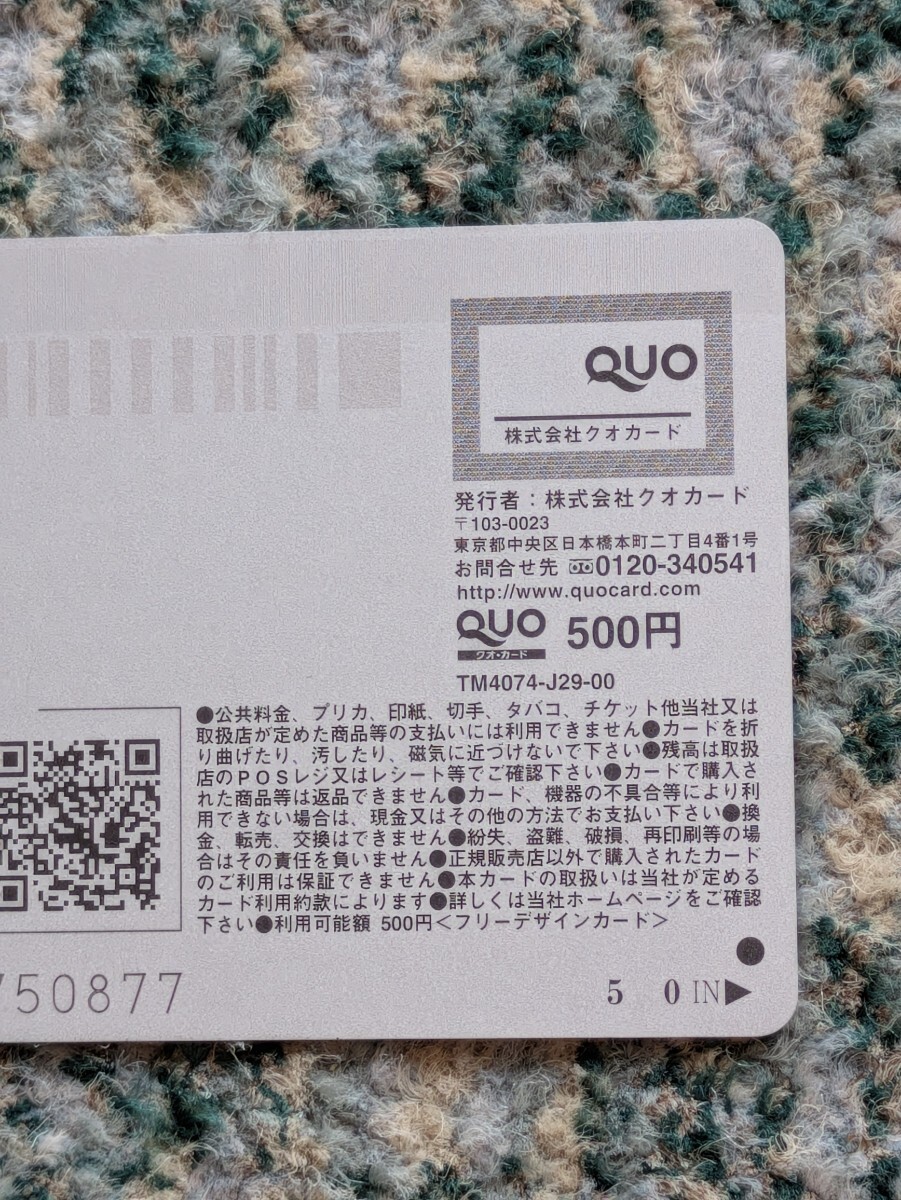 QUO
株式会社クオカード
発行者：株式会社クオカード
〒103-0023
東京都中央区日本橋本町二丁目4番1号
お問合せ先 0120-340541
http://www.quocard.com
QUO 500円
クオ・カード
TM4074-J29-00
●公共料金、プリカ、印紙、切手、タバコ、チケット他当社又は
取扱店が定めた商品等の支払いには利用できません●カードを折
り曲げたり、汚したり、磁気に近づけないで下さい●残高は取扱
店のPOSレジ又はレシート等でご確認下さい●カードで購入さ
れた商品等は返品できません●カード、機器の不具合等により利
用できない場合は、現金又はその他の方法でお支払い下さい●換
金、転売、交換はできません●紛失、盗難、破損、再印刷等の場
合はその責任を負いません●正規販売店以外で購入されたカード
のご利用は保証できません●本カードの取扱いは当社が定める
カード利用約款によります●詳しくは当社ホームページをご確認
下さい●利用可能額 500円＜フリーデザインカード＞
750877
5 0 IN▶